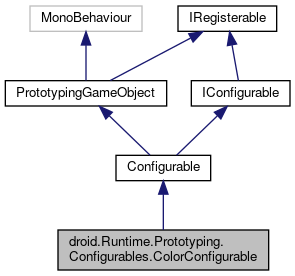 MonoBehaviour
IRegisterable
PrototypingGameObject
IConfigurable
Configurable
droid.Runtime.Prototyping.
Configurables.ColorConfigurable